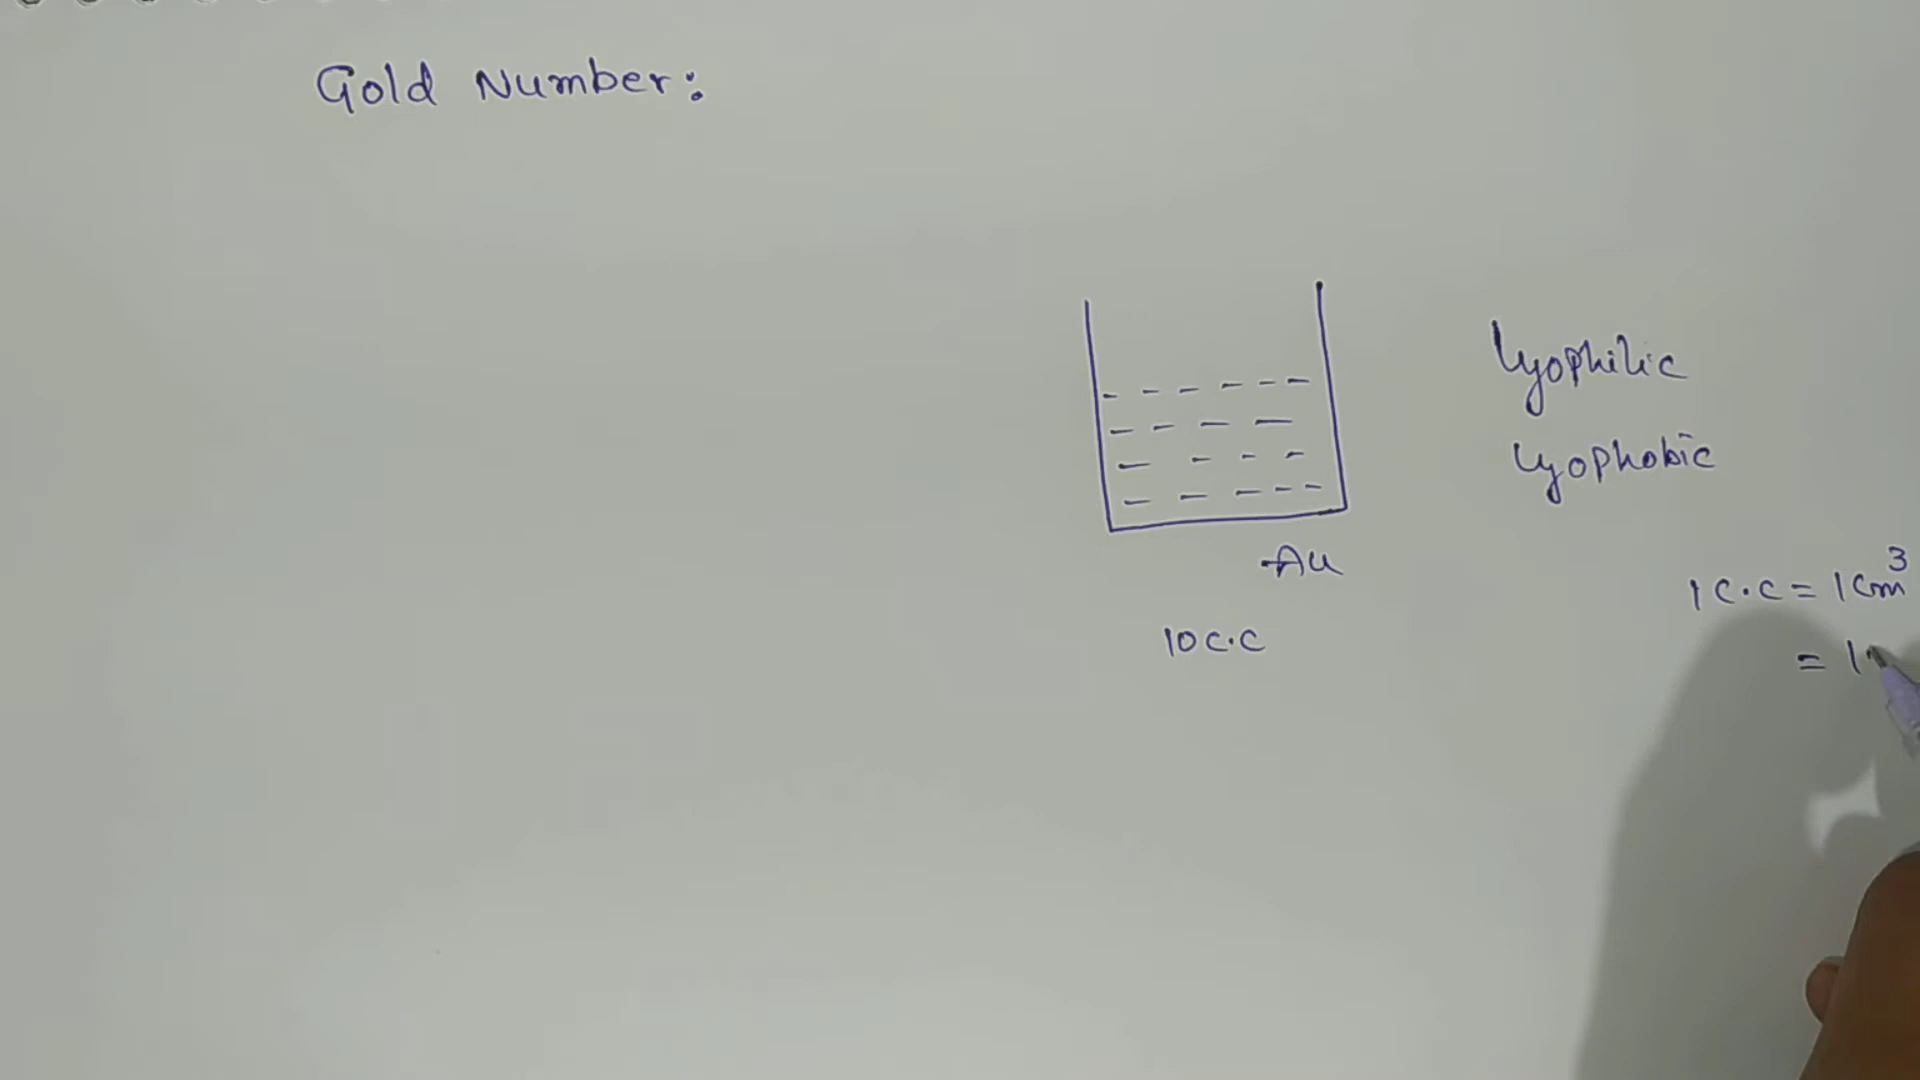 Gold Number:
Lyophilic
Lyophobic
Au
10 C.C
1 C.C = 1 Cm³
= 1